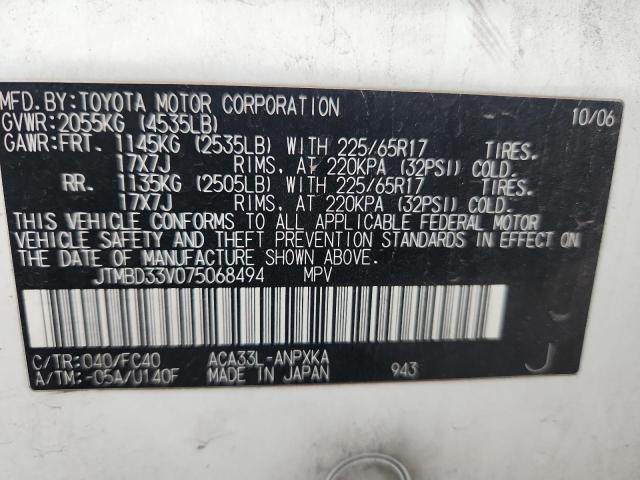 MFD.BY:TOYOTA MOTOR CORPORATION 10/06
GVWR:2055KG (4535LB)
GAWR:FRT. 1145KG (2535LB) WITH 225/65R17 TIRES.
17X7J RIMS, AT 220KPA (32PSI) COLD.
RR. 1135KG (2505LB) WITH 225/65R17 TIRES.
17X7J RIMS, AT 220KPA (32PSI) COLD.
THIS VEHICLE CONFORMS TO ALL APPLICABLE FEDERAL MOTOR
VEHICLE SAFETY AND THEFT PREVENTION STANDARDS IN EFFECT ON
THE DATE OF MANUFACTURE SHOWN ABOVE.
JTMBD33V075068494 MPV
C/TR:040/FC40 ACA33L-ANPXKA J
A/TM:-05A/U140F MADE IN JAPAN 943